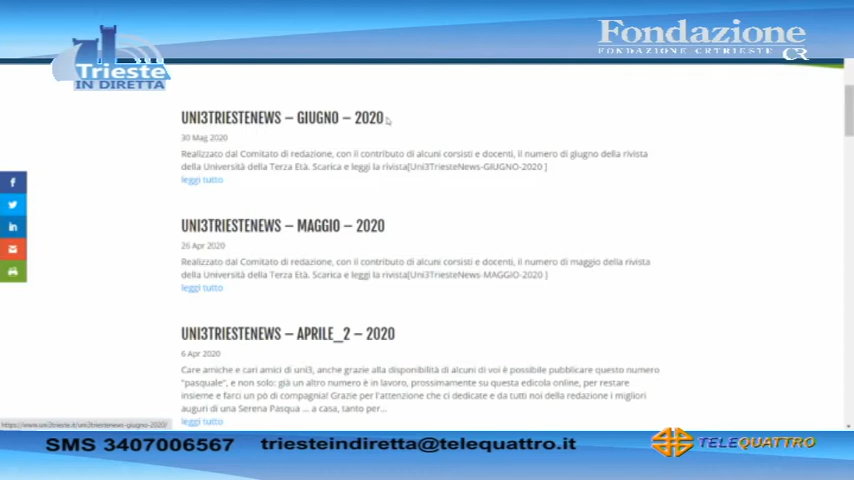 Fondazione
FONDAZIONE CRTRIESTE CR
Trieste
IN DIRETTA
UNI3TRIESTENEWS – GIUGNO – 2020
30 Mag 2020
Realizzato dal Comitato di redazione, con il contributo di alcuni corsisti e docenti, il numero di giugno della rivista
della Università della Terza Età. Scarica e leggi la rivista[Uni3TriesteNews-GIUGNO-2020 ]
leggi tutto
UNI3TRIESTENEWS – MAGGIO – 2020
26 Apr 2020
Realizzato dal Comitato di redazione, con il contributo di alcuni corsisti e docenti, il numero di maggio della rivista
della Università della Terza Età. Scarica e leggi la rivista[Uni3TriesteNews-MAGGIO-2020 ]
leggi tutto
UNI3TRIESTENEWS – APRILE_2 – 2020
6 Apr 2020
Care amiche e cari amici di uni3, anche grazie alla disponibilità di alcuni di voi è possibile pubblicare questo numero
"pasquale", e non solo: già un altro numero è in lavoro, prossimamente su questa edicola online, per restare
insieme e farci un pò di compagnia! Grazie per l'attenzione che ci dedicate e da tutti noi della redazione i migliori
auguri di una Serena Pasqua ... a casa, tanto per...
leggi tutto
https://www.uni3trieste.it/uni3triestenews-giugno-2020/
SMS 3407006567 triesteindiretta@telequattro.it TELEQUATTRO